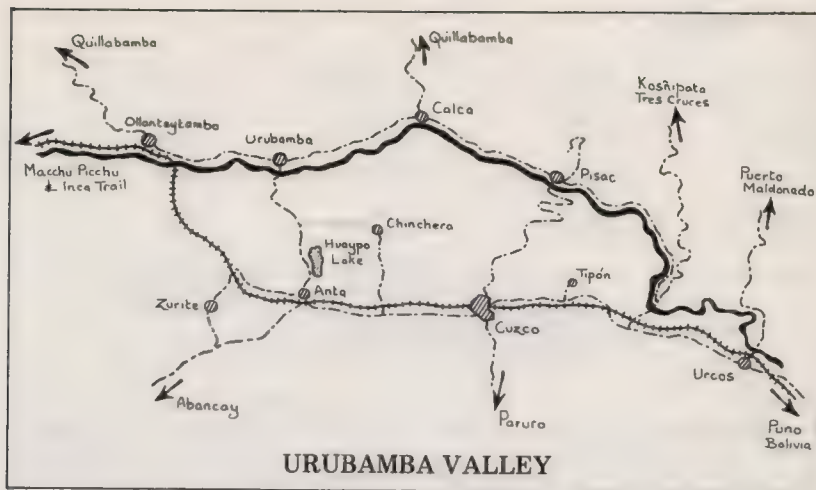 Quillabamba
Quillabamba
Kosñipata
Tres Cruces
Ollantaytambo
Urubamba
Calca
Pisac
Puerto
Maldonado
Macchu Picchu
& Inca Trail
Chinchera
Huaypo
Lake
Tipón
Zurite
Anta
Cuzco
Urcos
Abancay
Paruro
Puno
Bolivia
URUBAMBA VALLEY